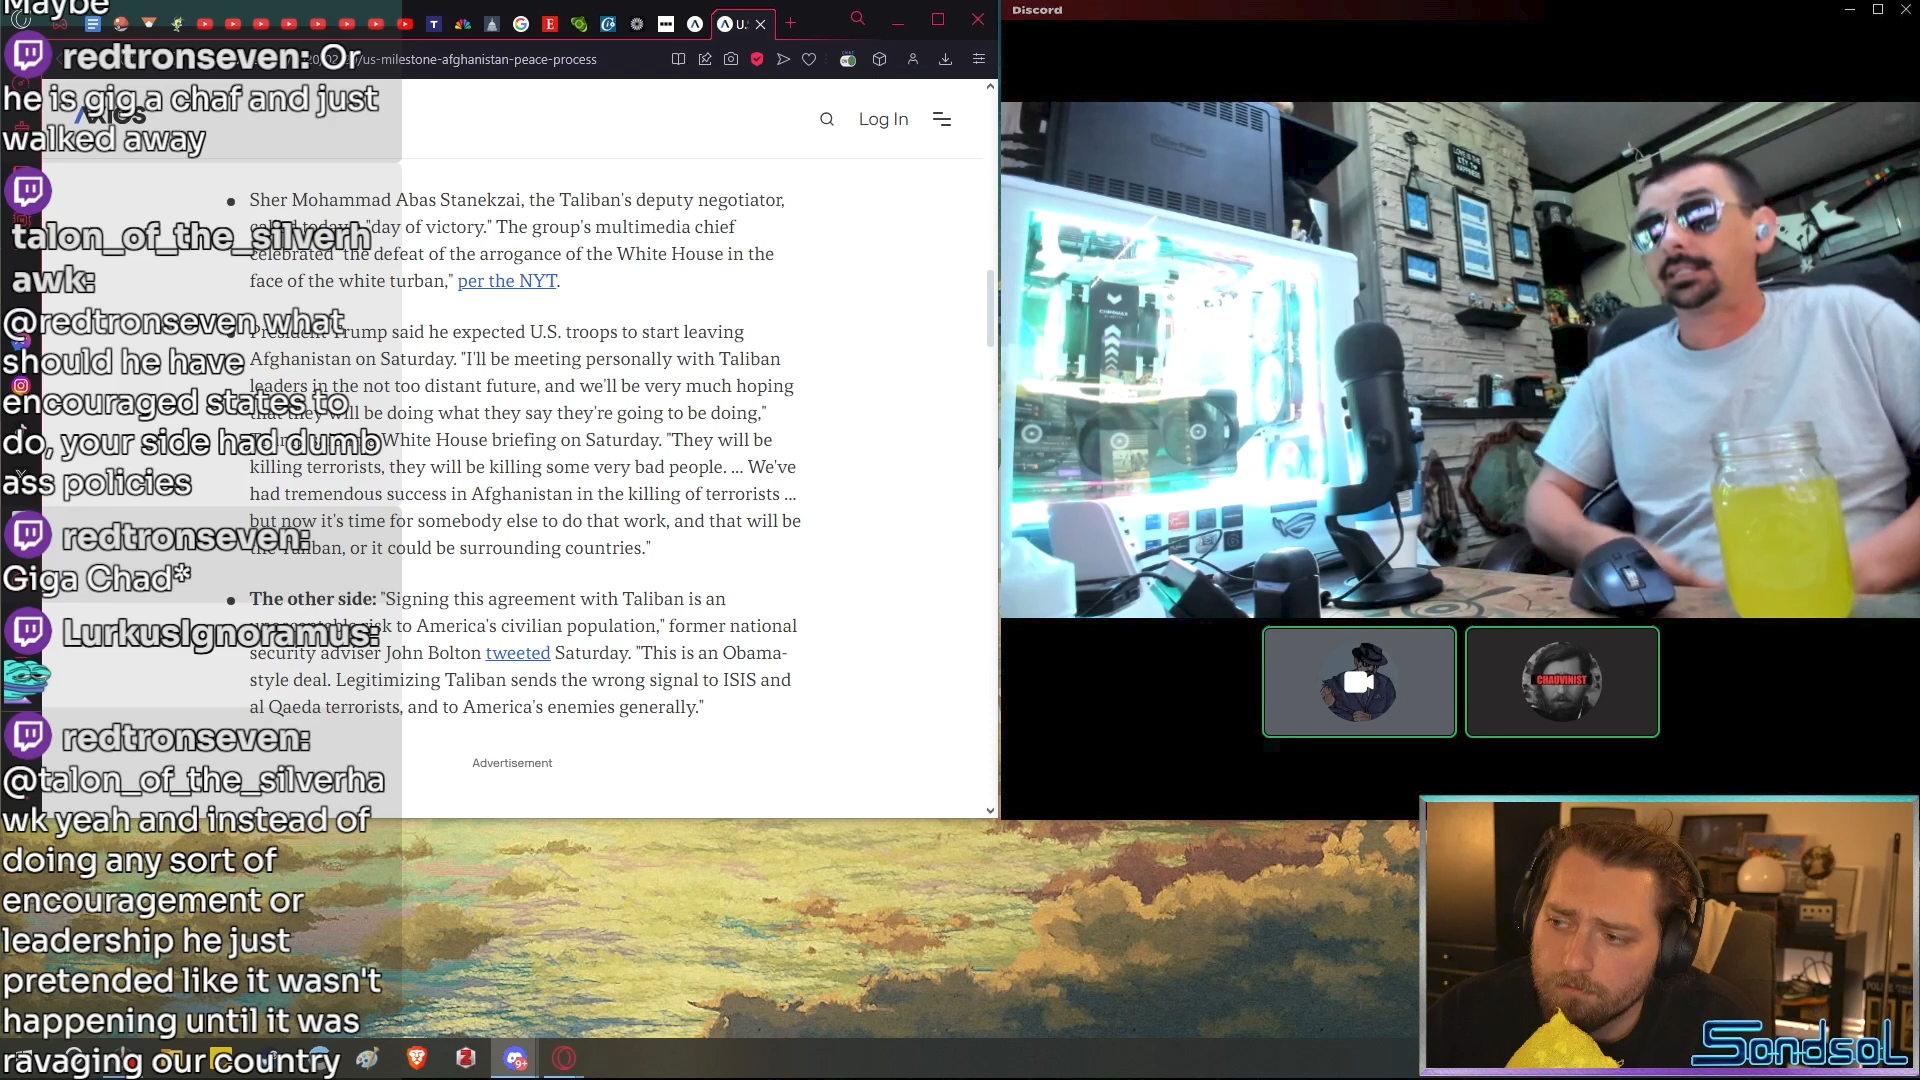 Maybe
redtronseven: Or
he is gig a chaf and just
walked away
talon_of_the_silverh
awk:
@redtronseven what
should he have
encouraged states to
do, your side had dumb
ass policies
redtronseven:
Giga Chad*
LurkusIgnoramus:
redtronseven:
@talon_of_the_silverha
wk yeah and instead of
doing any sort of
encouragement or
leadership he just
pretended like it wasn't
happening until it was
ravaging our country
U.
/us-milestone-afghanistan-peace-process
AXIOS
Log In
Sher Mohammad Abas Stanekzai, the Taliban's deputy negotiator,
"day of victory." The group's multimedia chief
celebrated "the defeat of the arrogance of the White House in the
face of the white turban," per the NYT.
President Trump said he expected U.S. troops to start leaving
Afghanistan on Saturday. "I'll be meeting personally with Taliban
leaders in the not too distant future, and we'll be very much hoping
that they will be doing what they say they're going to be doing,"
White House briefing on Saturday. "They will be
killing terrorists, they will be killing some very bad people. ... We've
had tremendous success in Afghanistan in the killing of terrorists ...
but now it's time for somebody else to do that work, and that will be
the Taliban, or it could be surrounding countries."
The other side: "Signing this agreement with Taliban is an
risk to America's civilian population," former national
security adviser John Bolton tweeted Saturday. "This is an Obama-
style deal. Legitimizing Taliban sends the wrong signal to ISIS and
al Qaeda terrorists, and to America's enemies generally."
Advertisement
Discord
CHAUVINIST
9+
Sondsol